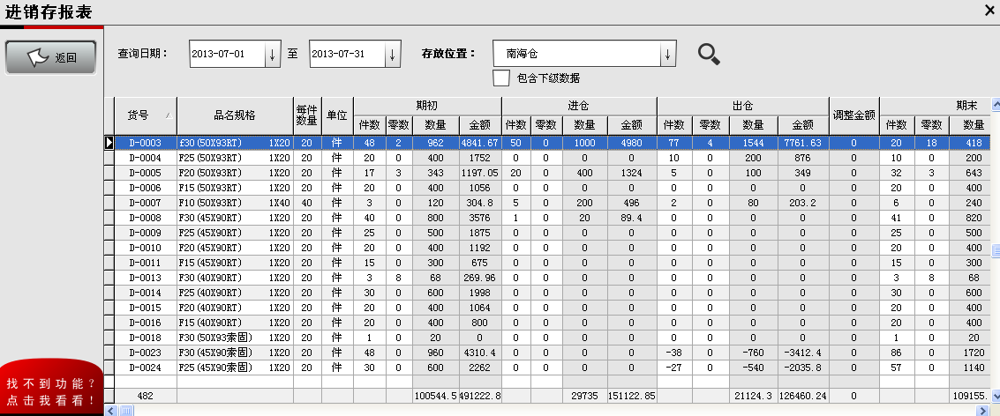 进销存报表
返回
查询日期： 2013-07-01 至 2013-07-31 存放位置： 南海仓
包含下级数据
货号 品名规格 每件数量 单位 期初 进仓 出仓 调整金额 期末
件数 零数 数量 金额 件数 零数 数量 金额 件数 零数 数量 金额 件数 零数 数量
D-0003 £30(50X93RT) 1X20 20 件 48 2 962 4841.67 50 0 1000 4980 77 4 1544 7761.63 0 20 18 418
D-0004 F25(50X93RT) 1X20 20 件 20 0 400 1752 0 0 0 0 10 0 200 876 0 10 0 200
D-0005 F20(50X93RT) 1X20 20 件 17 3 343 1197.05 20 0 400 1324 5 0 100 349 0 32 3 643
D-0006 F15(50X93RT) 1X20 20 件 20 0 400 1056 0 0 0 0 0 0 0 0 0 20 0 400
D-0007 F10(50X93RT) 1X40 40 件 3 0 120 304.8 5 0 200 496 2 0 80 203.2 0 6 0 240
D-0008 F30(45X90RT) 1X20 20 件 40 0 800 3576 1 0 20 89.4 0 0 0 0 0 41 0 820
D-0009 F25(45X90RT) 1X20 20 件 25 0 500 1875 0 0 0 0 0 0 0 0 0 25 0 500
D-0010 F20(45X90RT) 1X20 20 件 20 0 400 1192 0 0 0 0 0 0 0 0 0 20 0 400
D-0011 F15(45X90RT) 1X20 20 件 15 0 300 675 0 0 0 0 0 0 0 0 0 15 0 300
D-0013 F30(40X90RT) 1X20 20 件 3 8 68 269.96 0 0 0 0 0 0 0 0 0 3 8 68
D-0014 F25(40X90RT) 1X20 20 件 30 0 600 1998 0 0 0 0 0 0 0 0 0 30 0 600
D-0015 F20(40X90RT) 1X20 20 件 20 0 400 1064 0 0 0 0 0 0 0 0 0 20 0 400
D-0016 F15(40X90RT) 1X20 20 件 20 0 400 800 0 0 0 0 0 0 0 0 0 20 0 400
D-0018 F30(50X93索固) 1X20 20 件 1 0 20 0 0 0 0 0 0 0 0 0 0 1 0 20
D-0023 F30(45X90索固) 1X20 20 件 48 0 960 4310.4 0 0 0 0 -38 0 -760 -3412.4 0 86 0 1720
D-0024 F25(45X90索固) 1X20 20 件 30 0 600 2262 0 0 0 0 -27 0 -540 -2035.8 0 57 0 1140
482 100544.5 491222.8 29735 151122.85 21124.3 126460.24 0 109155.
找不到功能？
点击我看看！